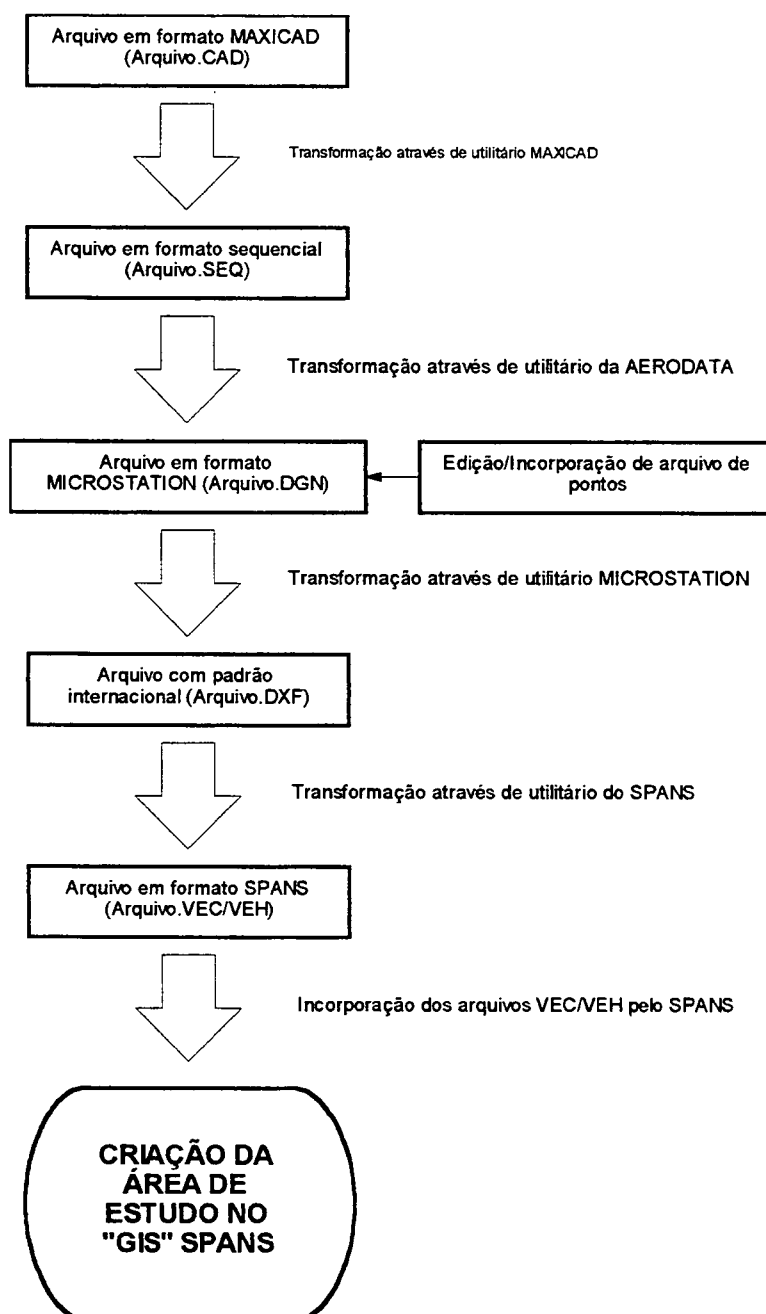 Arquivo em formato MAXICAD
(Arquivo.CAD)
Transformação através de utilitário MAXICAD
Arquivo em formato sequencial
(Arquivo.SEQ)
Transformação através de utilitário da AERODATA
Arquivo em formato
MICROSTATION (Arquivo.DGN)
Edição/Incorporação de arquivo de
pontos
Transformação através de utilitário MICROSTATION
Arquivo com padrão
internacional (Arquivo.DXF)
Transformação através de utilitário do SPANS
Arquivo em formato SPANS
(Arquivo.VEC/VEH)
Incorporação dos arquivos VEC/VEH pelo SPANS
CRIAÇÃO DA
ÁREA DE
ESTUDO NO
"GIS" SPANS